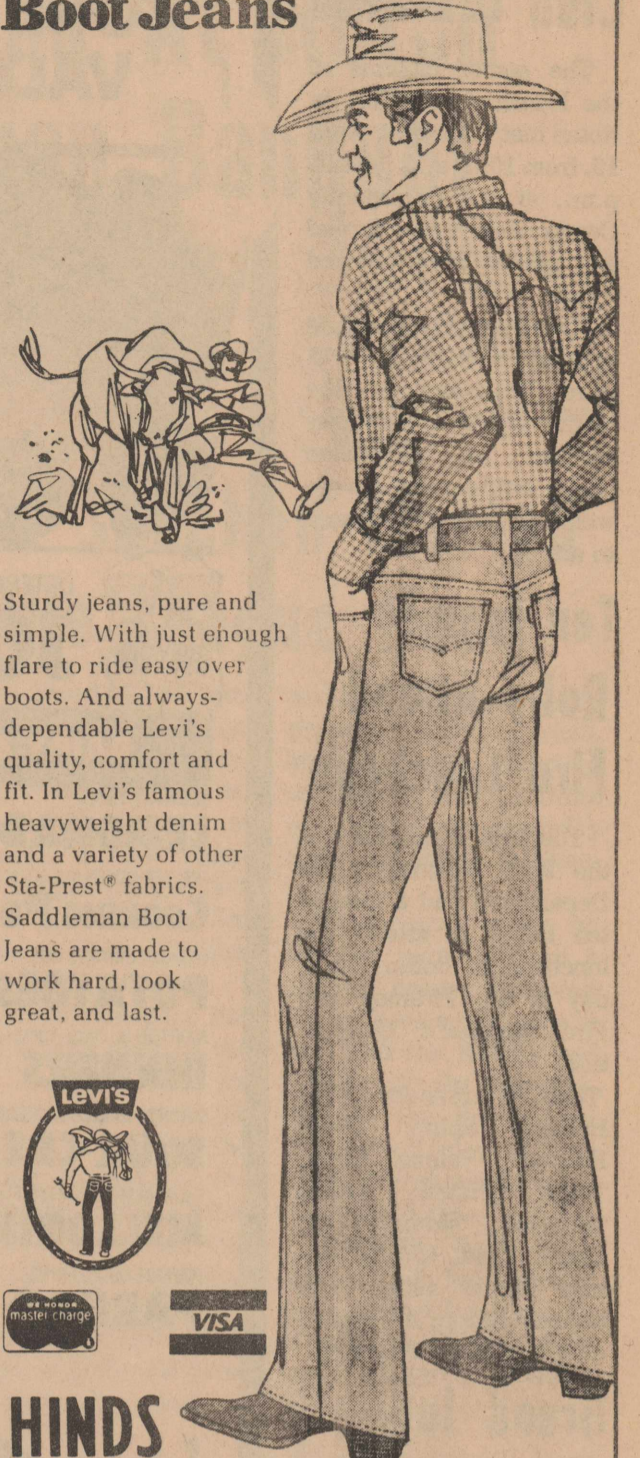 Boot Jeans
Sturdy jeans, pure and
simple. With just enough
flare to ride easy over
boots. And always-
dependable Levi's
quality, comfort and
fit. In Levi's famous
heavyweight denim
and a variety of other
Sta-Prest® fabrics.
Saddleman Boot
Jeans are made to
work hard, look
great, and last.
LEVI'S
WE HONOR
master charge
VISA
HINDS